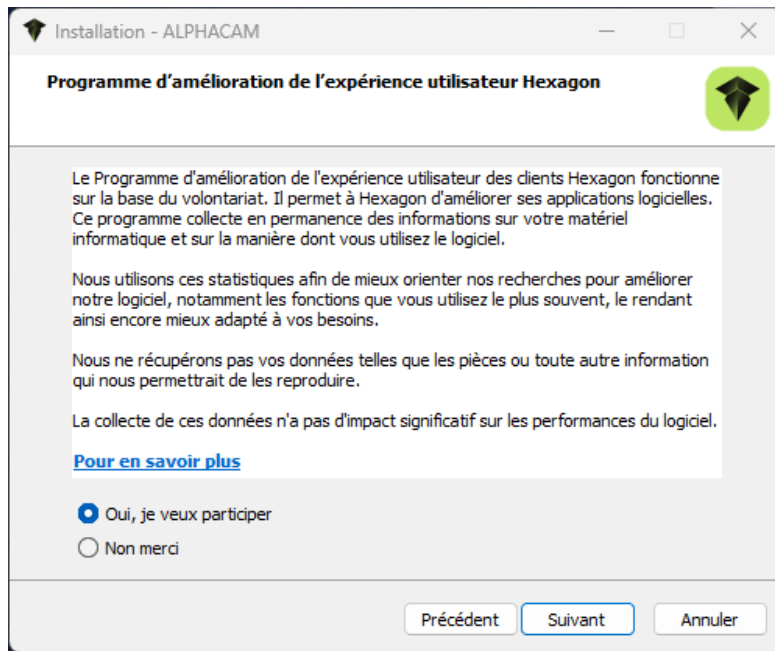 Installation - ALPHACAM
Programme d'amélioration de l'expérience utilisateur Hexagon
Le Programme d'amélioration de l'expérience utilisateur des clients Hexagon fonctionne
sur la base du volontariat. Il permet à Hexagon d'améliorer ses applications logicielles.
Ce programme collecte en permanence des informations sur votre matériel
informatique et sur la manière dont vous utilisez le logiciel.
Nous utilisons ces statistiques afin de mieux orienter nos recherches pour améliorer
notre logiciel, notamment les fonctions que vous utilisez le plus souvent, le rendant
ainsi encore mieux adapté à vos besoins.
Nous ne récupérons pas vos données telles que les pièces ou toute autre information
qui nous permettrait de les reproduire.
La collecte de ces données n'a pas d'impact significatif sur les performances du logiciel.
Pour en savoir plus
Oui, je veux participer
Non merci
Précédent Suivant Annuler